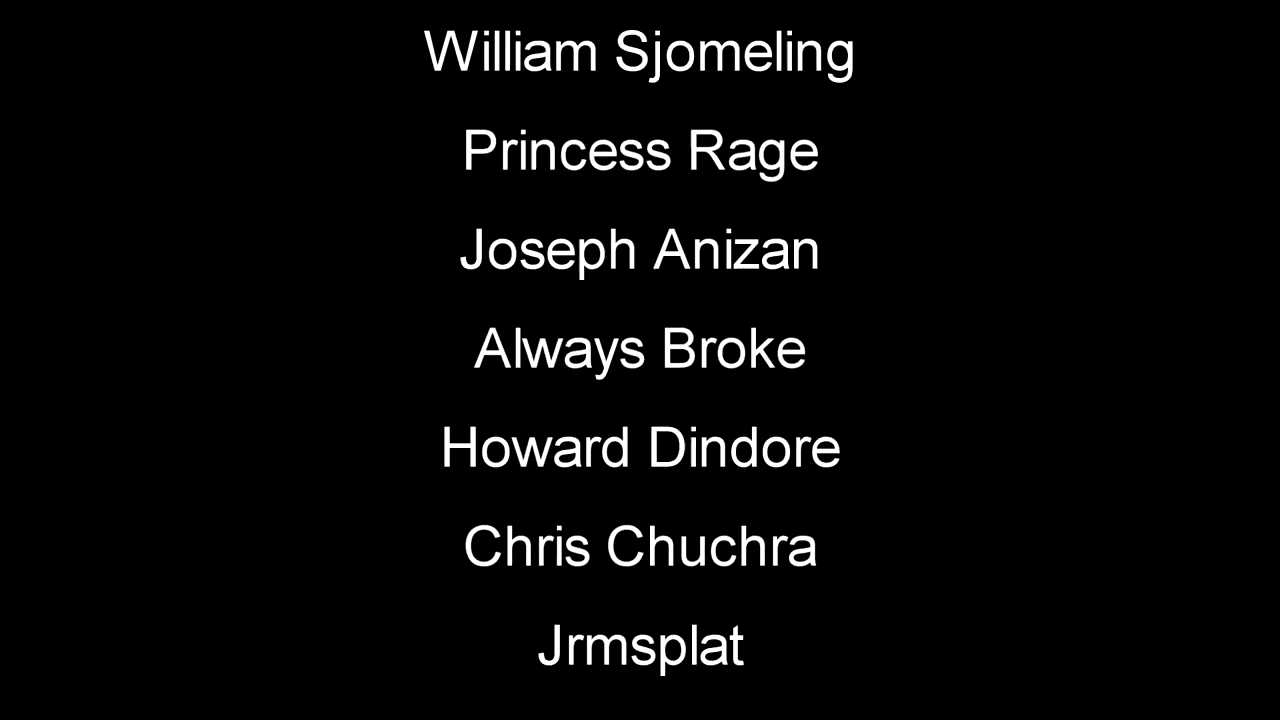 William Sjomeling
Princess Rage
Joseph Anizan
Always Broke
Howard Dindore
Chris Chuchra
Jrmsplat